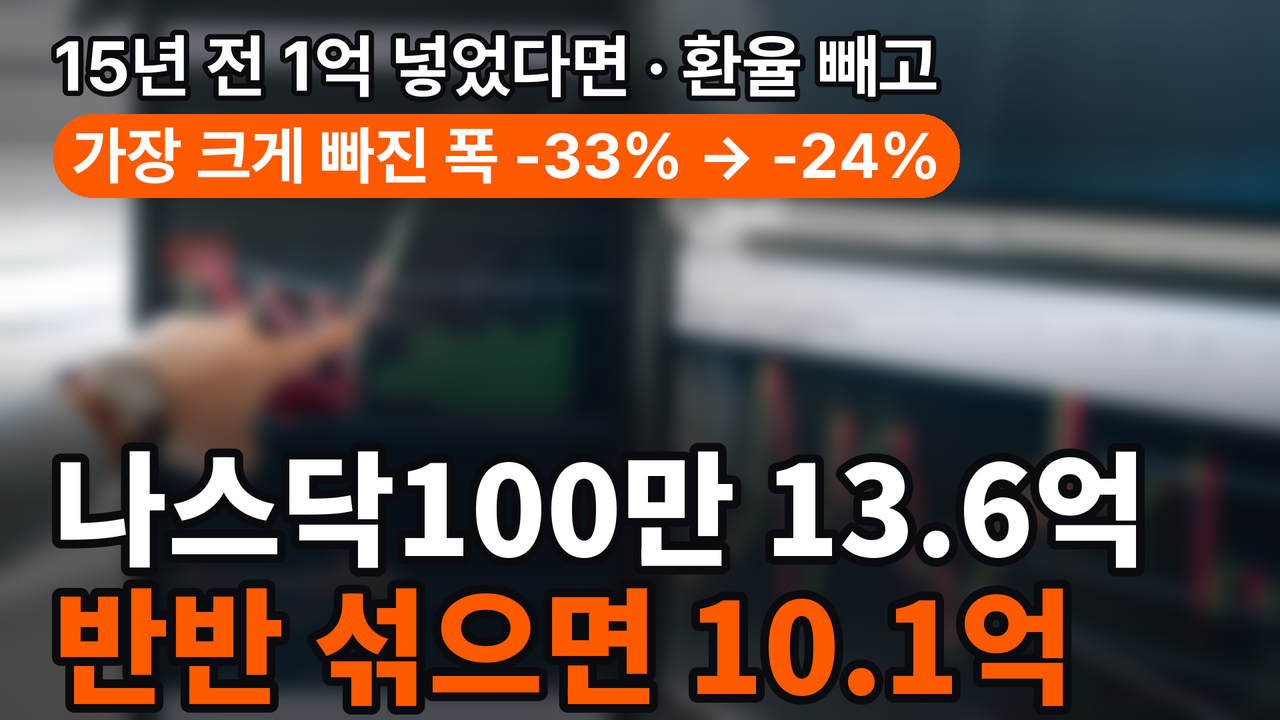 15년 전 1억 넣었다면 · 환율 빼고
가장 크게 빠진 폭 -33% → -24%
나스닥100만 13.6억
반반 섞으면 10.1억